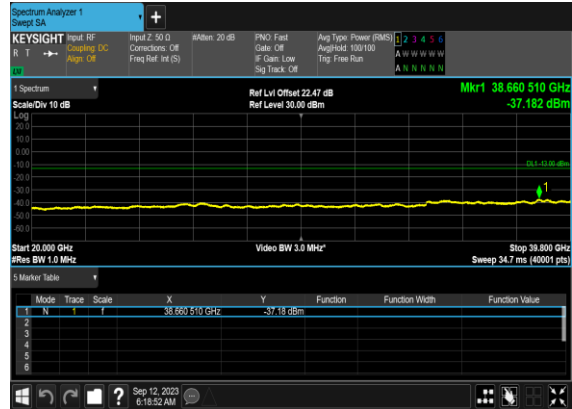 Spectrum Analyzer 1
Swept SA
+
KEYSIGHT Input: RF Input Z: 50 Ω #Atten: 20 dB PNO: Fast Avg Type: Power (RMS) 1 2 3 4 5 6
R T Coupling: DC Corrections: Off Gate: Off Avg|Hold: 100/100 A W W W W W
Align: Off Freq Ref: Int (S) IF Gain: Low Trig: Free Run
Sig Track: Off A N N N N N
1 Spectrum Ref Lvl Offset 22.47 dB Mkr1 38.660 510 GHz
Scale/Div 10 dB Ref Level 30.00 dBm -37.182 dBm
Log
20.0
10.0
0.00
-10.0
DL1 -13.00 dBm
-20.0
-30.0
1
-40.0
-50.0
-60.0
Start 20.000 GHz Video BW 3.0 MHz* Stop 39.800 GHz
#Res BW 1.0 MHz Sweep 34.7 ms (40001 pts)
5 Marker Table
Mode Trace Scale X Y Function Function Width Function Value
1 N 1 f 38.660 510 GHz -37.18 dBm
2
3
4
5
6
? Sep 12, 2023
6:18:52 AM